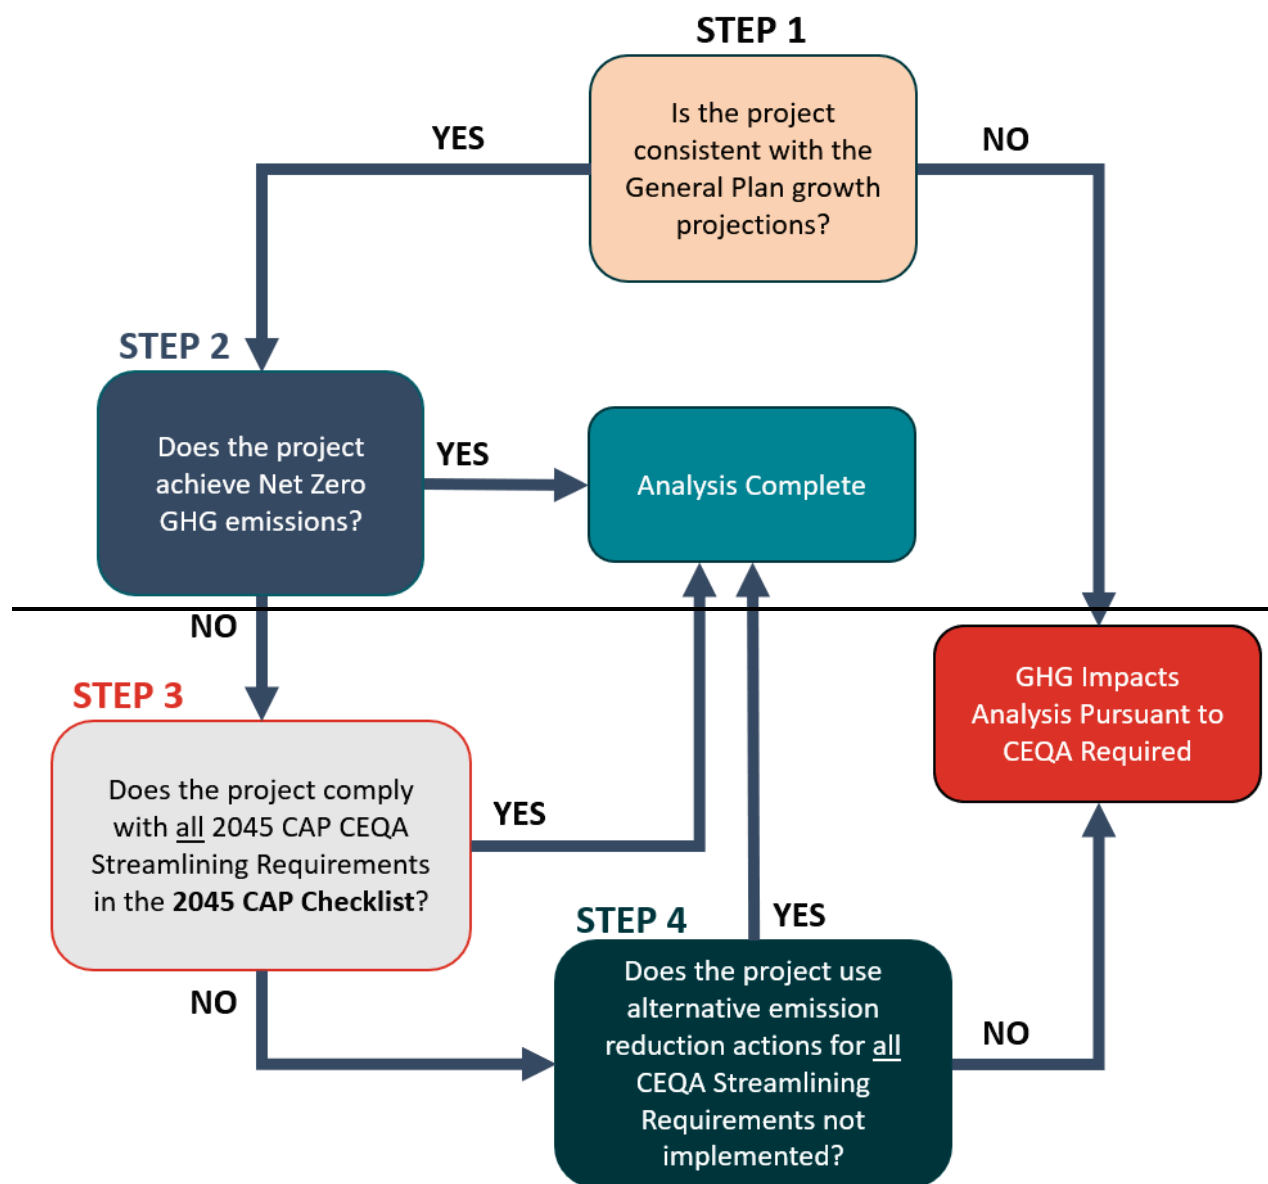 STEP 1
Is the project
consistent with the
General Plan growth
projections?
YES
NO
STEP 2
Does the project
achieve Net Zero
GHG emissions?
YES
Analysis Complete
NO
GHG Impacts
Analysis Pursuant to
CEQA Required
STEP 3
Does the project comply
with all 2045 CAP CEQA
Streamlining Requirements
in the 2045 CAP Checklist?
YES
NO
STEP 4
YES
Does the project use
alternative emission
reduction actions for all
CEQA Streamlining
Requirements not
implemented?
NO